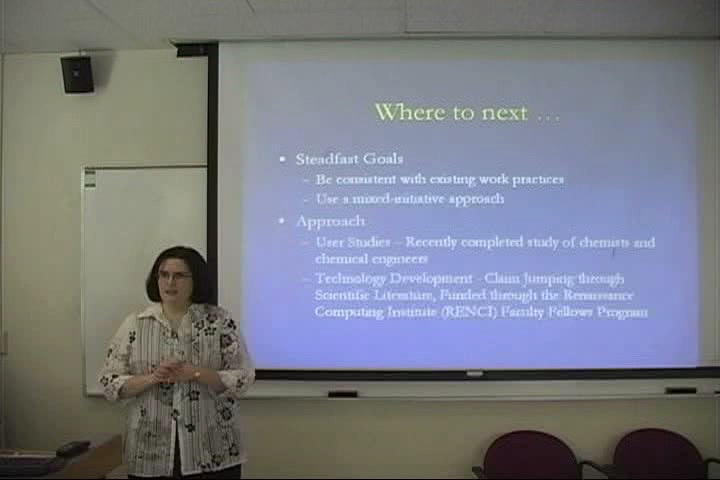 Where to next …
• Steadfast Goals
– Be consistent with existing work practices
– Use a mixed-initiative approach
• Approach
– User Studies – Recently completed study of chemists and
chemical engineers
– Technology Development - Claim Jumping through
Scientific Literature, Funded through the Renaissance
Computing Institute (RENCI) Faculty Fellows Program